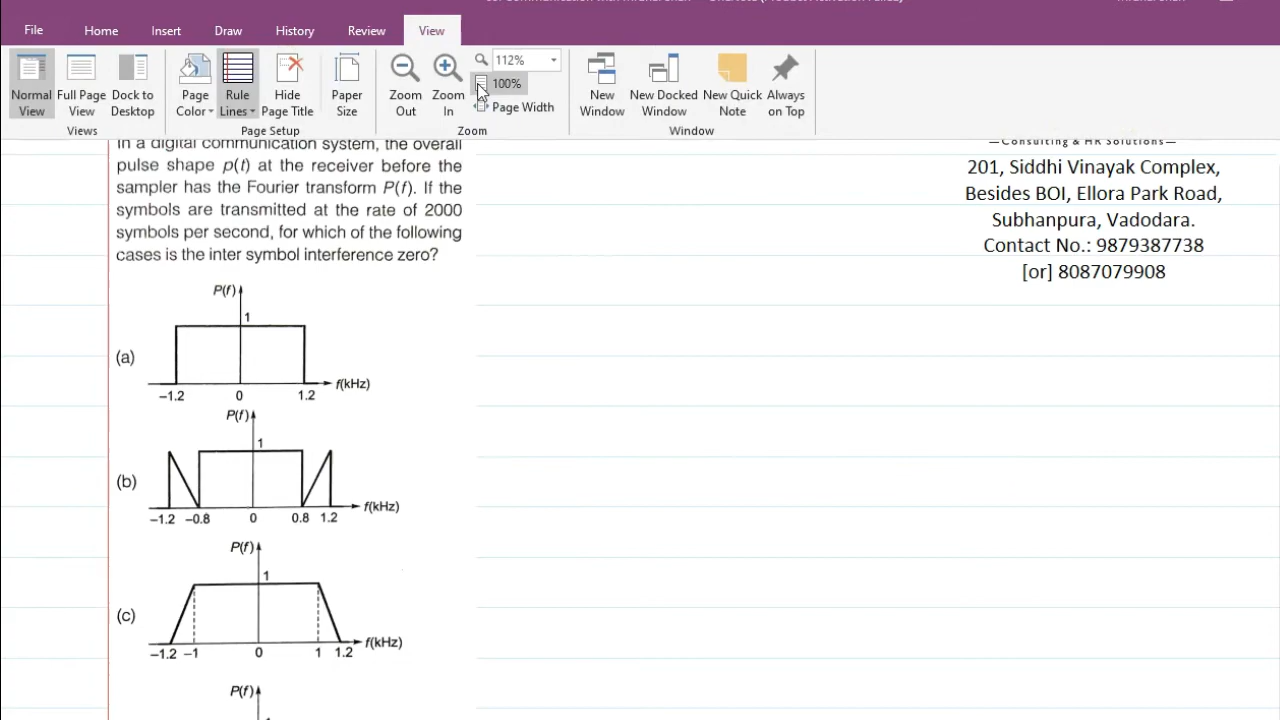 File Home Insert Draw History Review View
112%
100%
Page Width
Normal View
Full Page View
Dock to Desktop
Page Color
Rule Lines
Hide Page Title
Paper Size
Zoom Out
Zoom In
New Window
New Docked Window
New Quick Note
Always on Top
Views
Page Setup
Zoom
Window
In a digital communication system, the overall
pulse shape p(t) at the receiver before the
sampler has the Fourier transform P(f). If the
symbols are transmitted at the rate of 2000
symbols per second, for which of the following
cases is the inter symbol interference zero?
—Consulting & HR Solutions—
201, Siddhi Vinayak Complex,
Besides BOI, Ellora Park Road,
Subhanpura, Vadodara.
Contact No.: 9879387738
[or] 8087079908
P(f)
1
(a)
f(kHz)
–1.2 0 1.2
P(f)
1
(b)
f(kHz)
–1.2 –0.8 0 0.8 1.2
P(f)
1
(c)
f(kHz)
–1.2 –1 0 1 1.2
P(f)